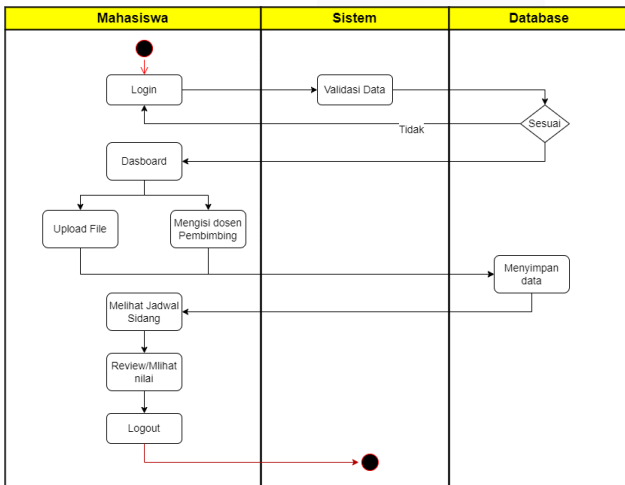 Mahasiswa
Sistem
Database
Login
Validasi Data
Sesuai
Tidak
Dasboard
Upload File
Mengisi dosen
Pembimbing
Menyimpan
data
Melihat Jadwal
Sidang
Review/Mlihat
nilai
Logout